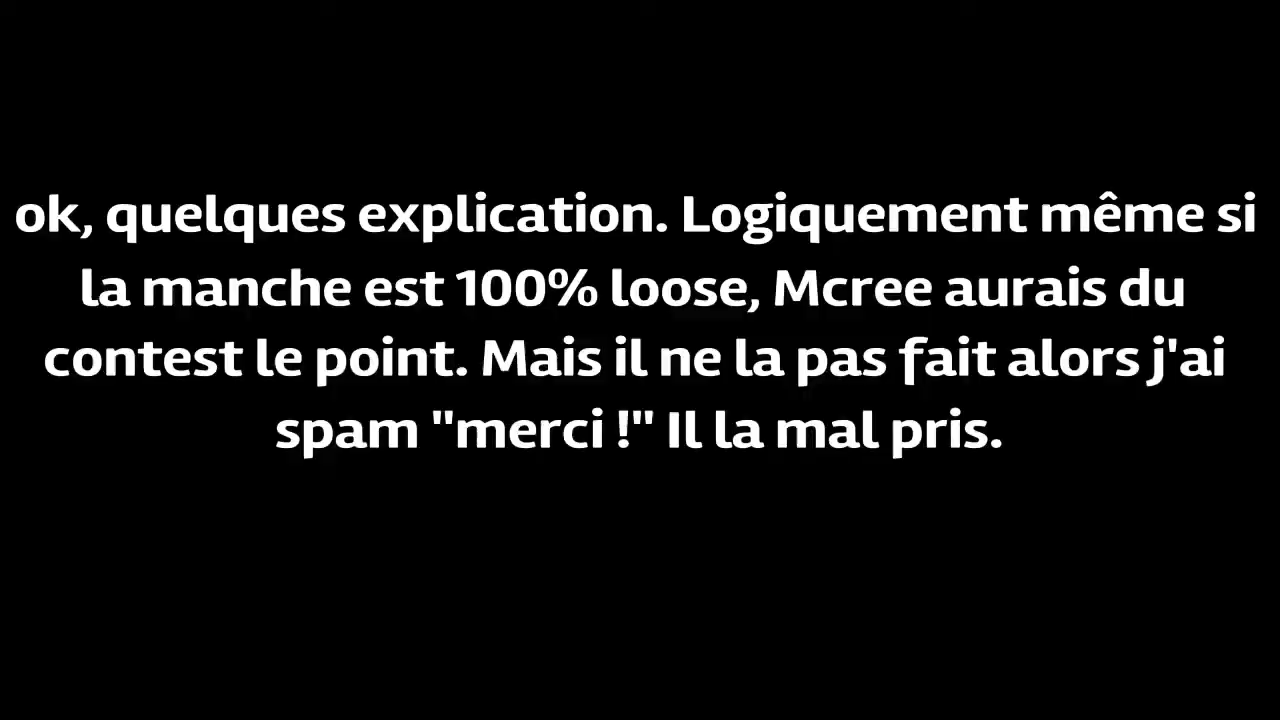 ok, quelques explication. Logiquement même si
la manche est 100% loose, Mcree aurais du
contest le point. Mais il ne la pas fait alors j'ai
spam "merci !" Il la mal pris.